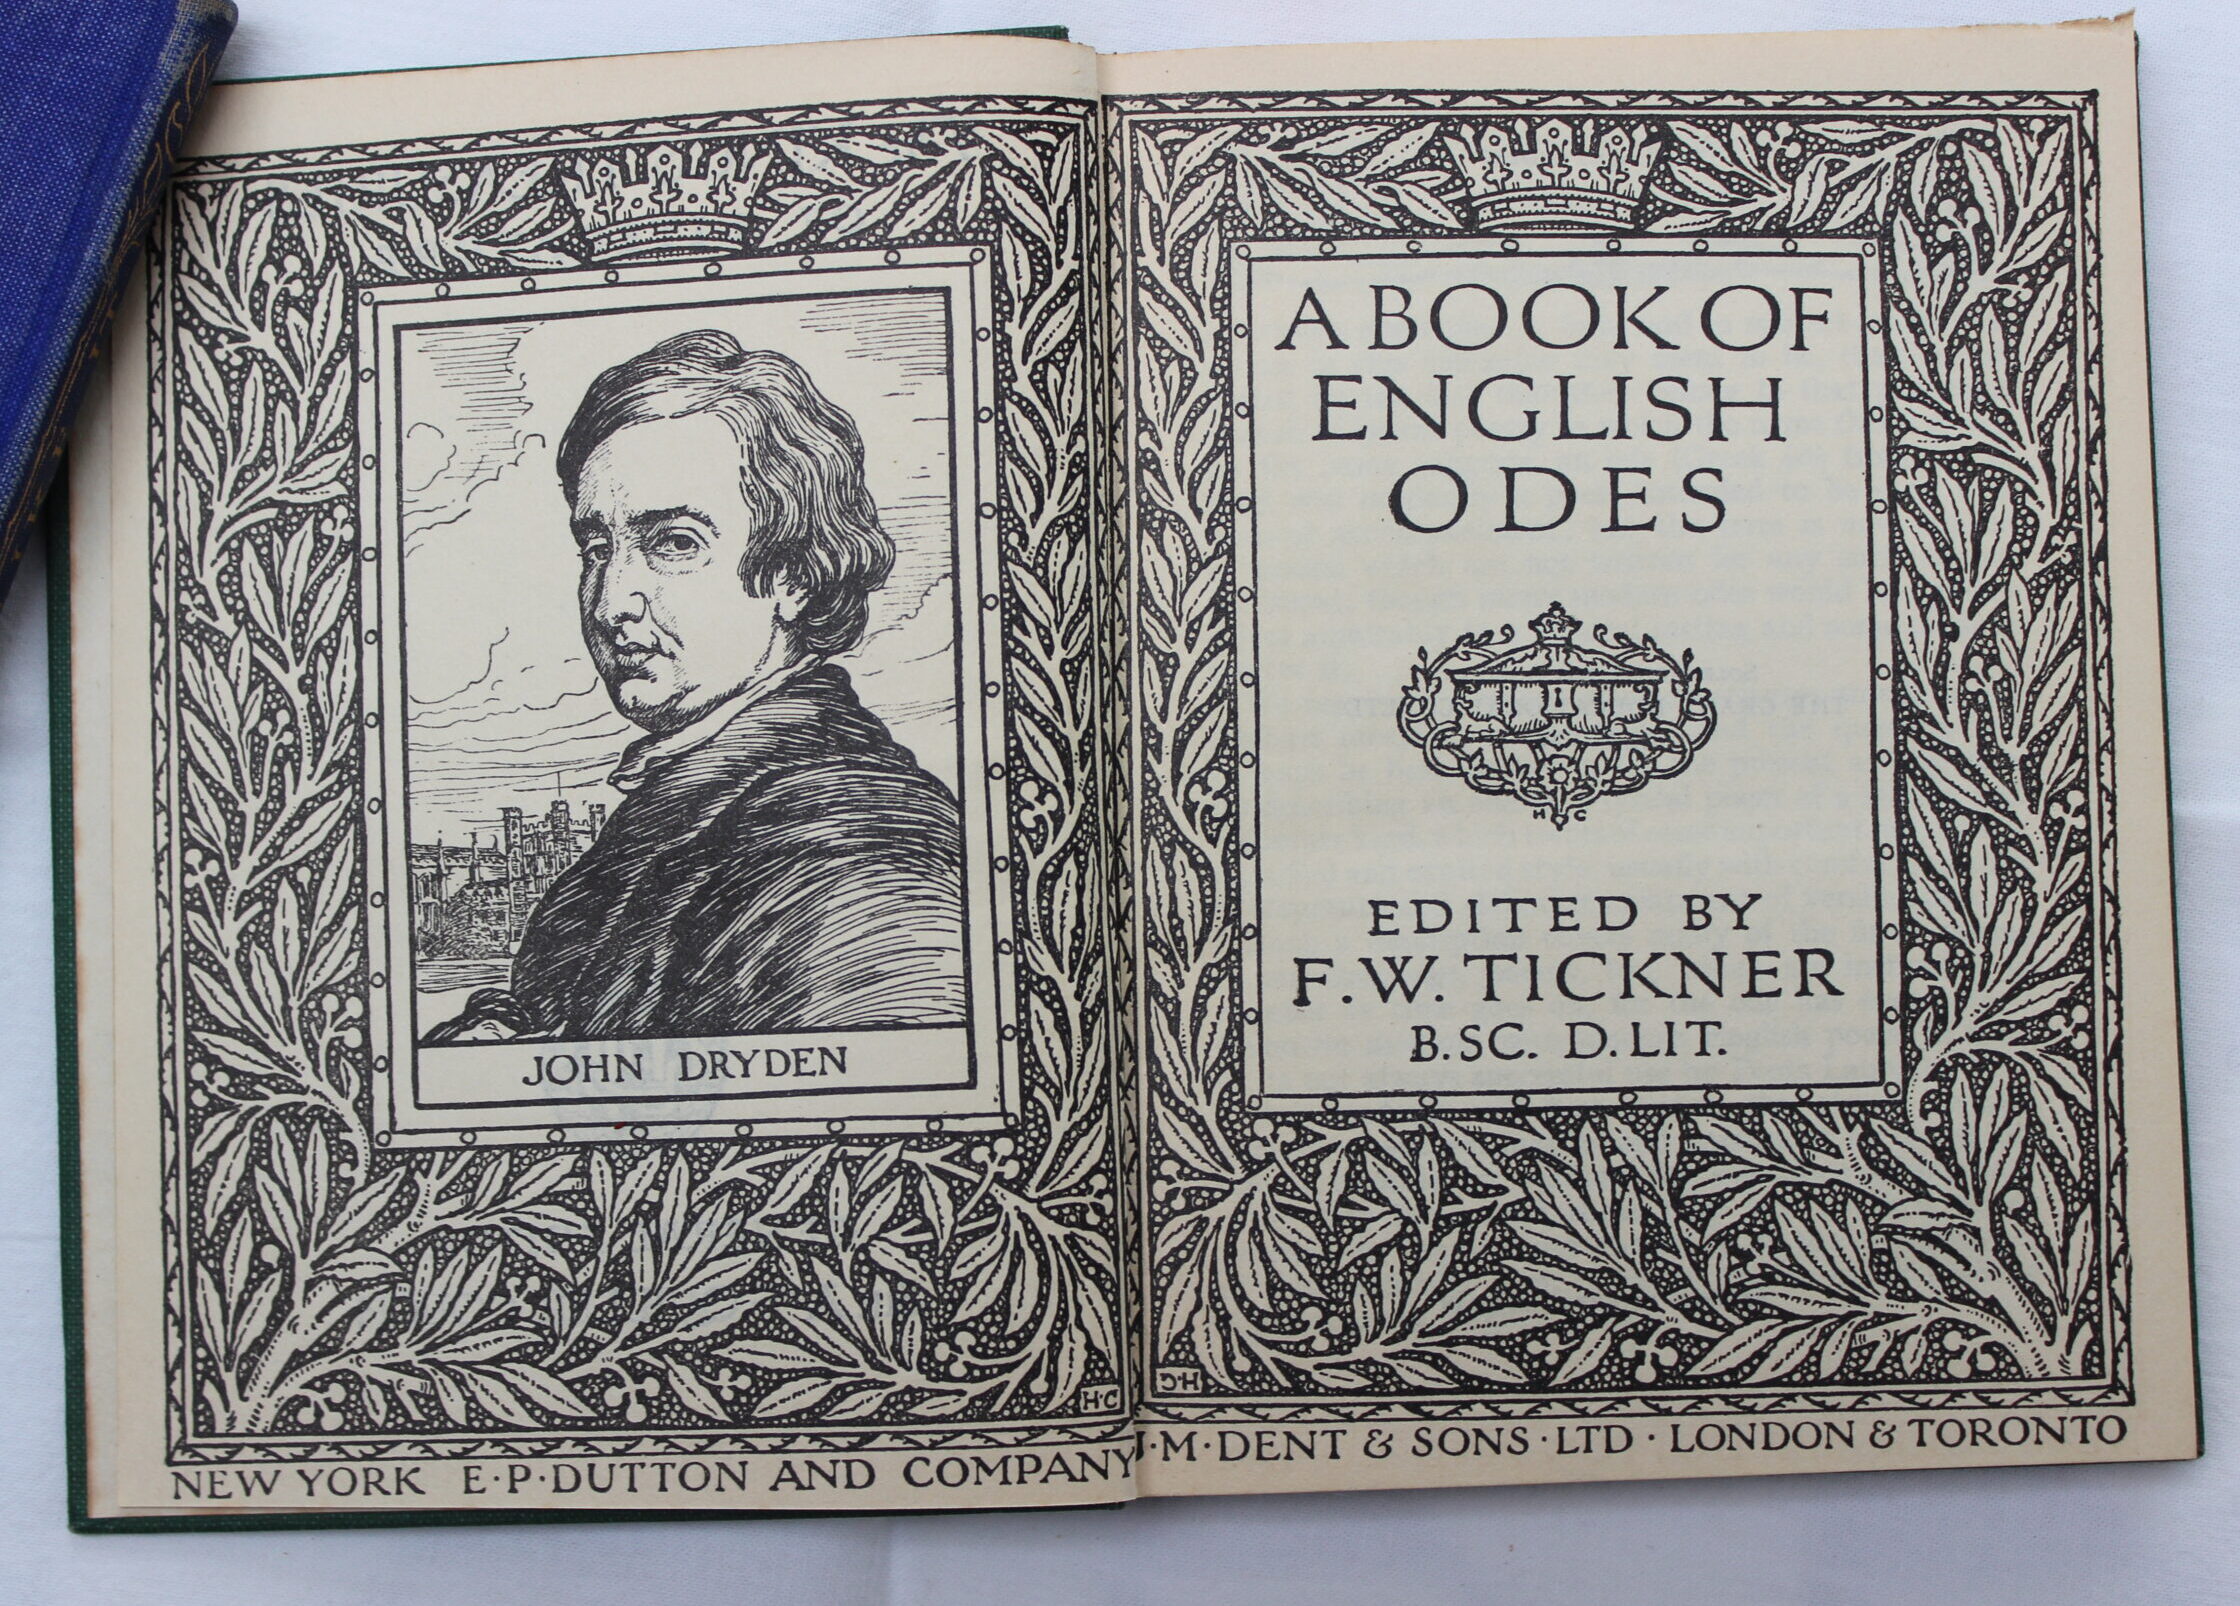 JOHN DRYDEN
H·C
NEW YORK E·P·DUTTON AND COMPANY
A BOOK OF
ENGLISH
ODES
H C
EDITED BY
F. W. TICKNER
B.SC. D.LIT.
H·C
J·M·DENT & SONS·LTD·LONDON & TORONTO